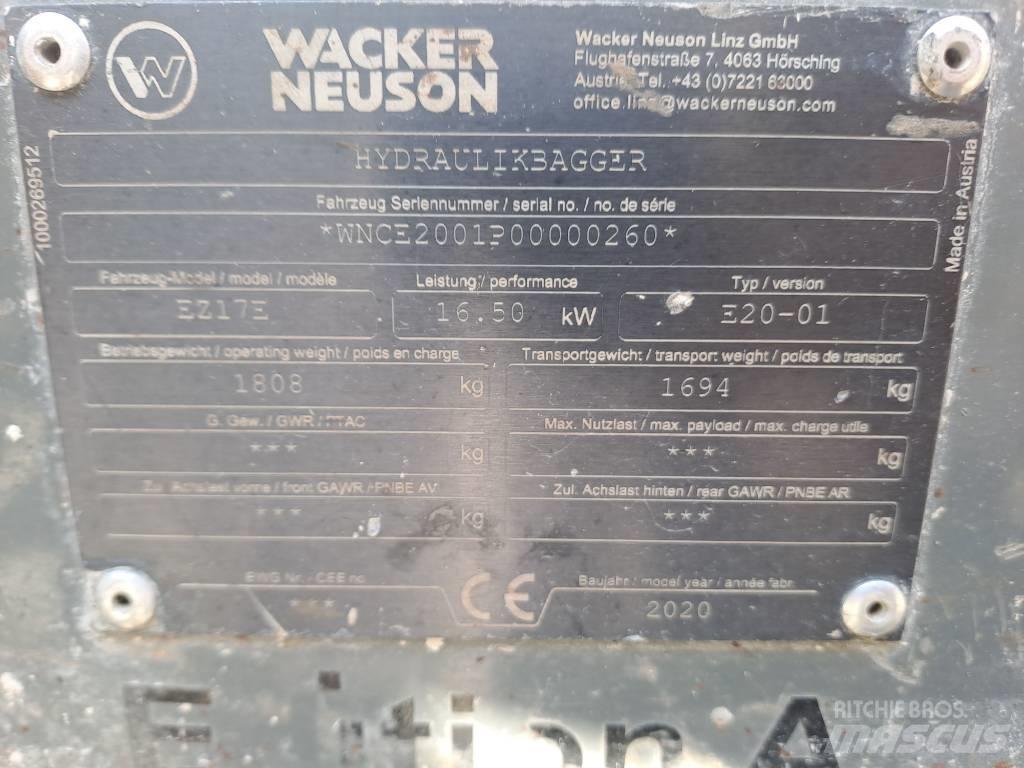 WACKER
NEUSON
Wacker Neuson Linz GmbH
Flughafenstraße 7, 4063 Hörsching
Austria Tel. +43 (0)7221 63000
office.linz@wackerneuson.com
1000269512
HYDRAULIKBAGGER
Made in Austria
Fahrzeug Seriennummer / serial no. / no. de série
*WNCE2001P00000260*
Fahrzeug-Model / model / modèle Leistung / performance Typ / version
EZ17E 16.50 kW E20-01
Betriebsgewicht / operating weight / poids en charge Transportgewicht / transport weight / poids de transport
1808 kg 1694 kg
G. Gew. / GWR / PTAC Max. Nutzlast / max. payload / max. charge utile
*** kg *** kg
Zul. Achslast vorne / front GAWR / PNBE AV Zul. Achslast hinten / rear GAWR / PNBE AR
*** kg *** kg
EWG Nr. - CEE no. CE Baujahr / model year / année fabr.
*** 2020
RITCHIE BROS.
MASCUS